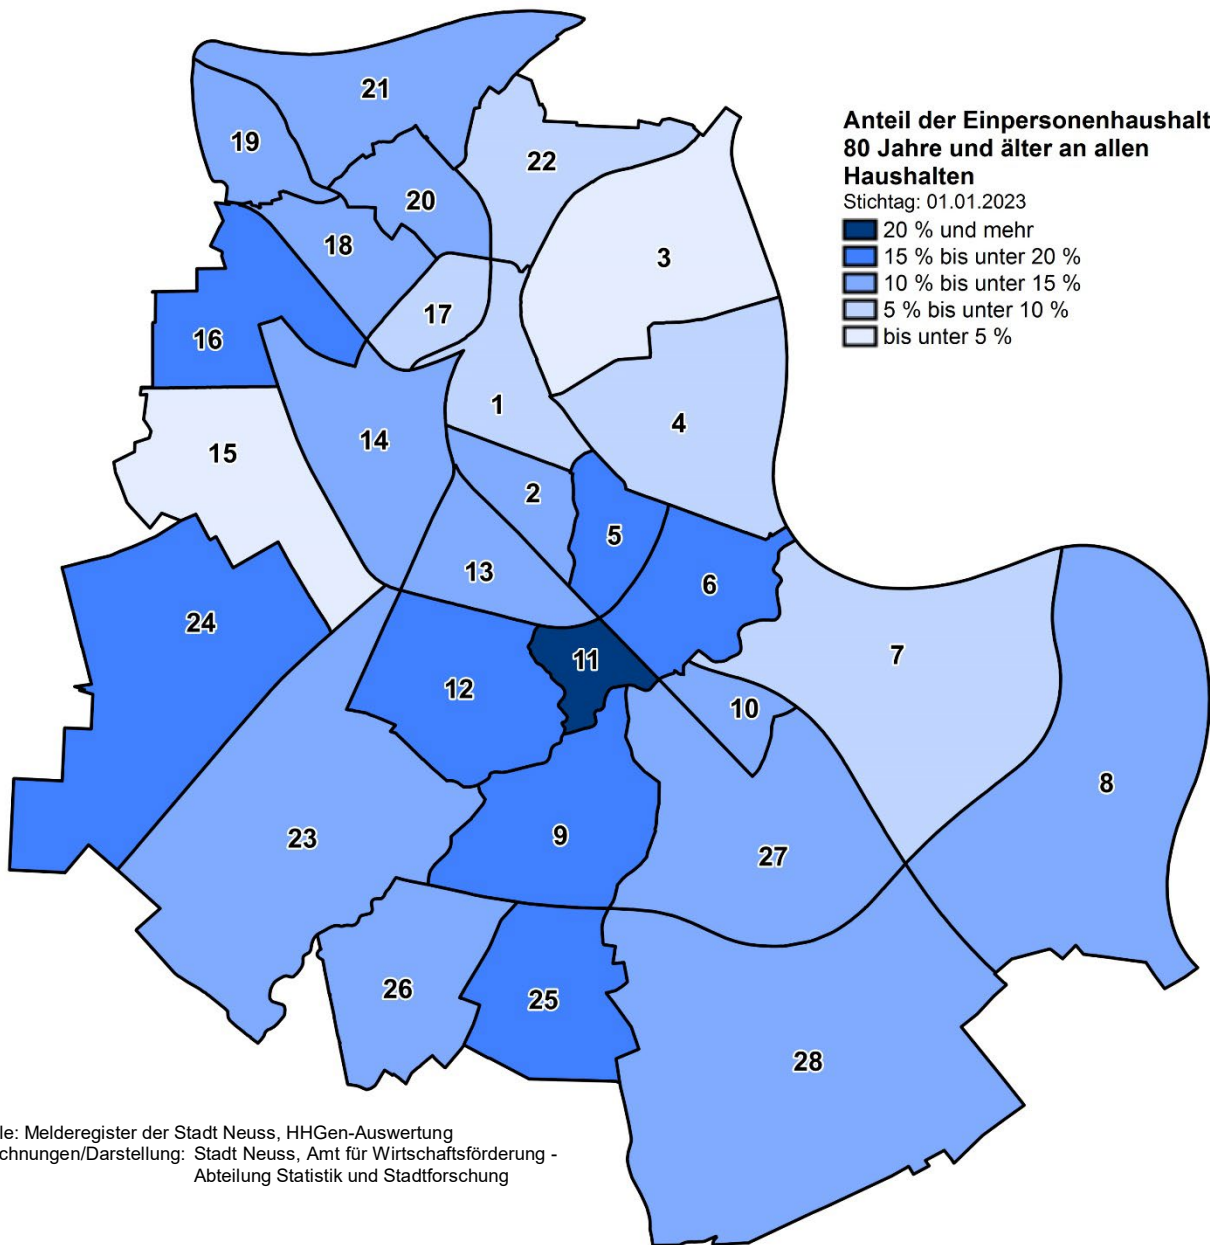 Anteil der Einpersonenhaushalt
80 Jahre und älter an allen
Haushalten
Stichtag: 01.01.2023
20 % und mehr
15 % bis unter 20 %
10 % bis unter 15 %
5 % bis unter 10 %
bis unter 5 %
21
19
22
20
18
3
17
16
1
4
14
15
2
5
13
6
24
7
11
12
10
8
9
23
27
26
25
28
le: Melderegister der Stadt Neuss, HHGen-Auswertung
chnungen/Darstellung: Stadt Neuss, Amt für Wirtschaftsförderung -
Abteilung Statistik und Stadtforschung